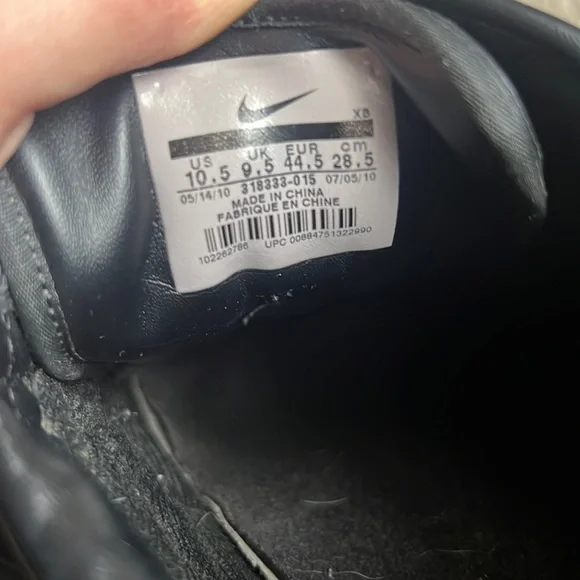 XB
US UK EUR cm
10.5 9.5 44.5 28.5
05/14/10 318333-015 07/05/10
MADE IN CHINA
FABRIQUE EN CHINE
102262786 UPC 00884751322990